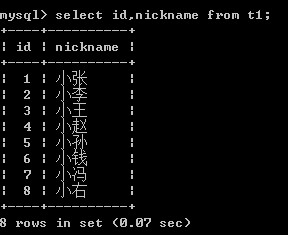 mysql> select id,nickname from t1;
+----+----------+
| id | nickname |
+----+----------+
| 1 | 小张 |
| 2 | 小李 |
| 3 | 小王 |
| 4 | 小赵 |
| 5 | 小孙 |
| 6 | 小钱 |
| 7 | 小冯 |
| 8 | 小右 |
+----+----------+
8 rows in set (0.07 sec)